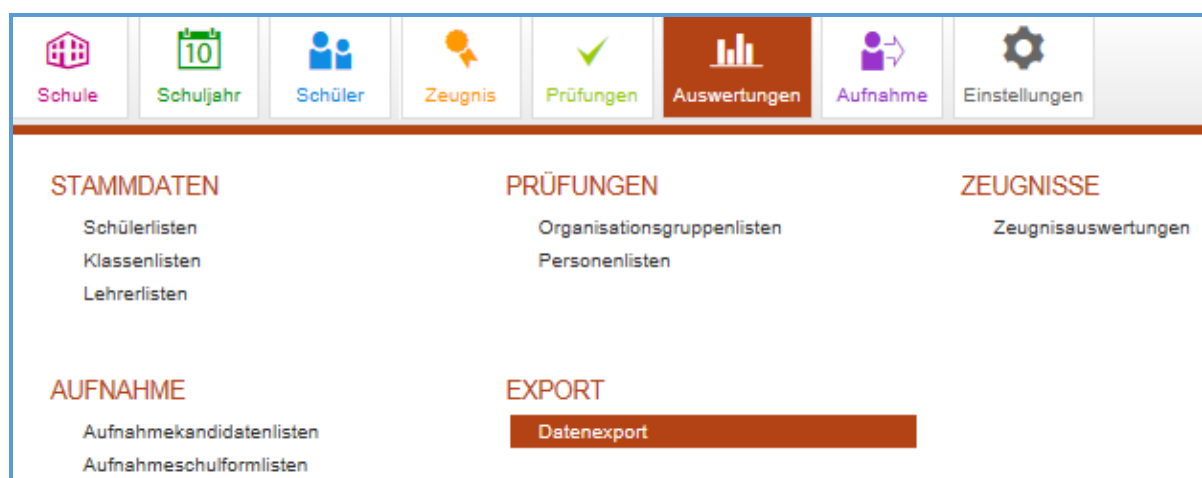 10
Schule Schuljahr Schüler Zeugnis Prüfungen Auswertungen Aufnahme Einstellungen
STAMMDATEN
Schülerlisten
Klassenlisten
Lehrerlisten
PRÜFUNGEN
Organisationsgruppenlisten
Personenlisten
ZEUGNISSE
Zeugnisauswertungen
AUFNAHME
Aufnahmekandidatenlisten
Aufnahmeschulformlisten
EXPORT
Datenexport